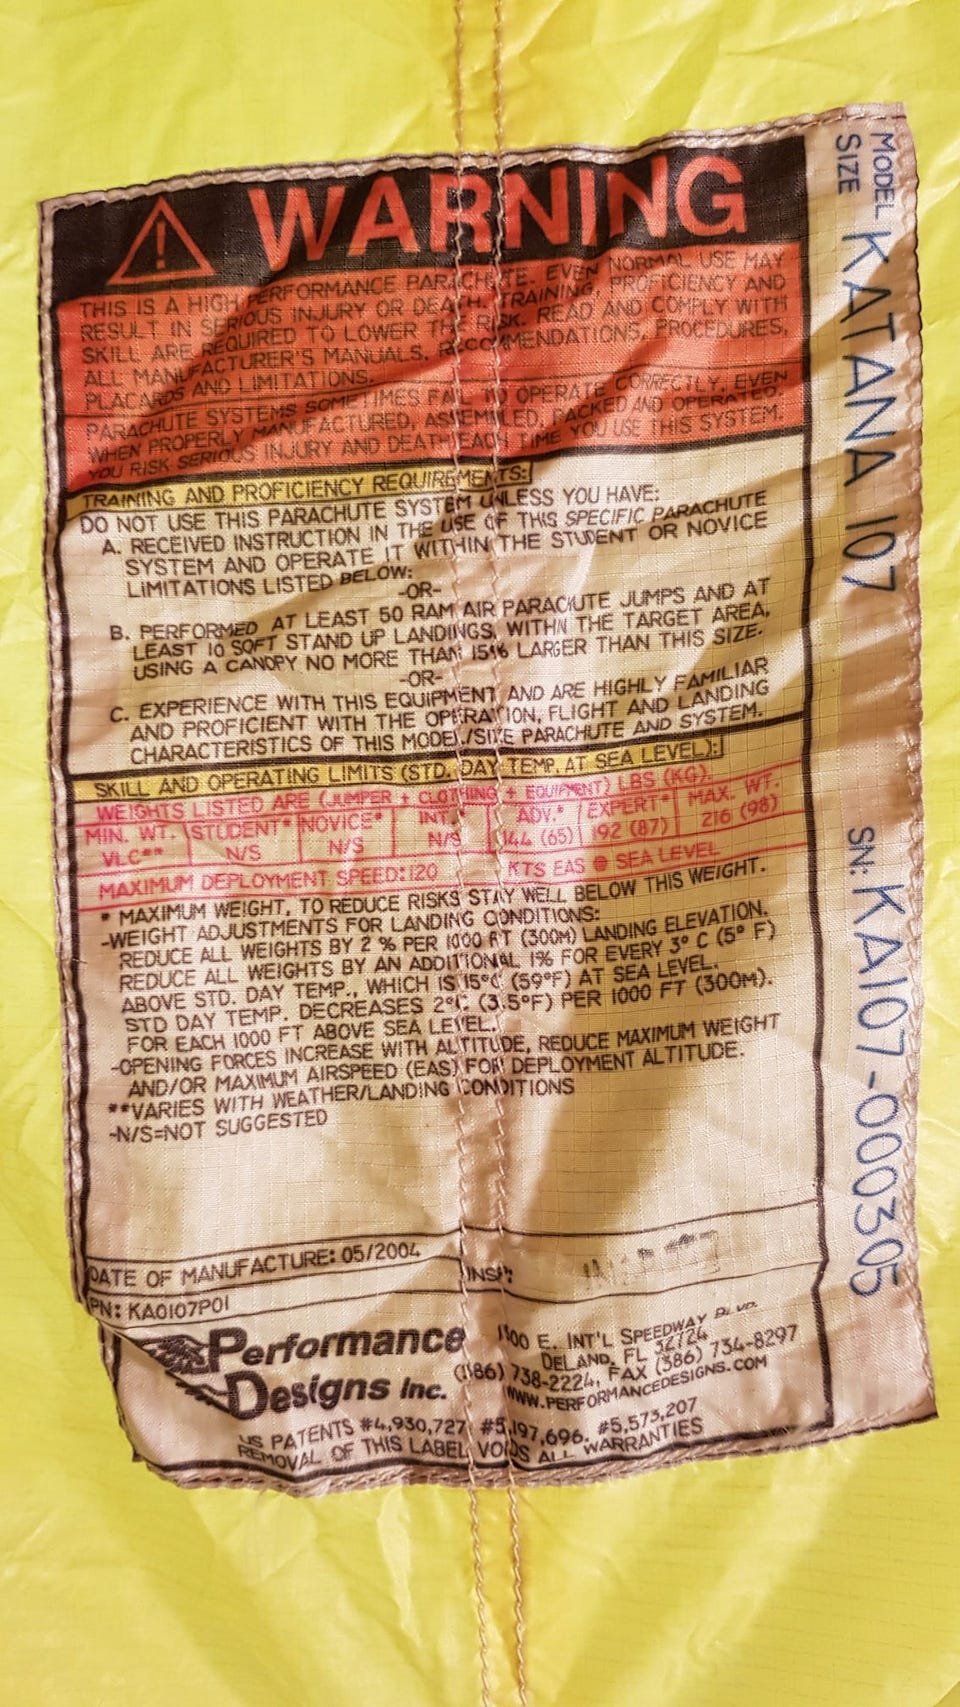 WARNING
THIS IS A HIGH PERFORMANCE PARACHUTE. EVEN NORMAL USE MAY
RESULT IN SERIOUS INJURY OR DEATH. TRAINING, PROFICIENCY AND
SKILL ARE REQUIRED TO LOWER THE RISK. READ AND COMPLY WITH
ALL MANUFACTURER'S MANUALS, RECOMMENDATIONS, PROCEDURES,
PLACARDS AND LIMITATIONS.
PARACHUTE SYSTEMS SOMETIMES FAIL TO OPERATE CORRECTLY, EVEN
WHEN PROPERLY MANUFACTURED, ASSEMBLED, PACKED AND OPERATED.
YOU RISK SERIOUS INJURY AND DEATH EACH TIME YOU USE THIS SYSTEM.
TRAINING AND PROFICIENCY REQUIREMENTS:
DO NOT USE THIS PARACHUTE SYSTEM UNLESS YOU HAVE:
A. RECEIVED INSTRUCTION IN THE USE OF THIS SPECIFIC PARACHUTE
SYSTEM AND OPERATE IT WITHIN THE STUDENT OR NOVICE
LIMITATIONS LISTED BELOW:
-OR-
B. PERFORMED AT LEAST 50 RAM AIR PARACHUTE JUMPS AND AT
LEAST 10 SOFT STAND UP LANDINGS, WITHN THE TARGET AREA,
USING A CANOPY NO MORE THAN 15% LARGER THAN THIS SIZE.
-OR-
C. EXPERIENCE WITH THIS EQUIPMENT AND ARE HIGHLY FAMILIAR
AND PROFICIENT WITH THE OPERATION, FLIGHT AND LANDING
CHARACTERISTICS OF THIS MODEL/SIZE PARACHUTE AND SYSTEM.
SKILL AND OPERATING LIMITS (STD. DAY TEMP. AT SEA LEVEL):
WEIGHTS LISTED ARE (JUMPER + CLOTHING + EQUIPMENT) LBS (KG).
MIN. WT. STUDENT* NOVICE* INT.* ADV.* EXPERT* MAX. WT.
VLC** N/S N/S N/S 144 (65) 192 (87) 216 (98)
MAXIMUM DEPLOYMENT SPEED: 120 KTS EAS @ SEA LEVEL
* MAXIMUM WEIGHT, TO REDUCE RISKS STAY WELL BELOW THIS WEIGHT.
-WEIGHT ADJUSTMENTS FOR LANDING CONDITIONS:
REDUCE ALL WEIGHTS BY 2 % PER 1000 FT (300M) LANDING ELEVATION.
REDUCE ALL WEIGHTS BY AN ADDITIONAL 1% FOR EVERY 3° C (5° F)
ABOVE STD. DAY TEMP., WHICH IS 15°C (59°F) AT SEA LEVEL.
STD DAY TEMP. DECREASES 2°C (3.5°F) PER 1000 FT (300M).
FOR EACH 1000 FT ABOVE SEA LEVEL.
-OPENING FORCES INCREASE WITH ALTITUDE, REDUCE MAXIMUM WEIGHT
AND/OR MAXIMUM AIRSPEED (EAS) FOR DEPLOYMENT ALTITUDE.
**VARIES WITH WEATHER/LANDING CONDITIONS
-N/S=NOT SUGGESTED
DATE OF MANUFACTURE: 05/2004 INSP:
PN: KA0107P01
Performance
Designs Inc.
1300 E. INT'L SPEEDWAY BLVD.
DELAND, FL 32724
(386) 738-2224, FAX (386) 734-8297
WWW.PERFORMANCEDESIGNS.COM
US PATENTS #4,930,727 #5,197,696, #5,573,207
REMOVAL OF THIS LABEL VOIDS ALL WARRANTIES
MODEL
SIZE KATANA 107
SN: KA107-000305